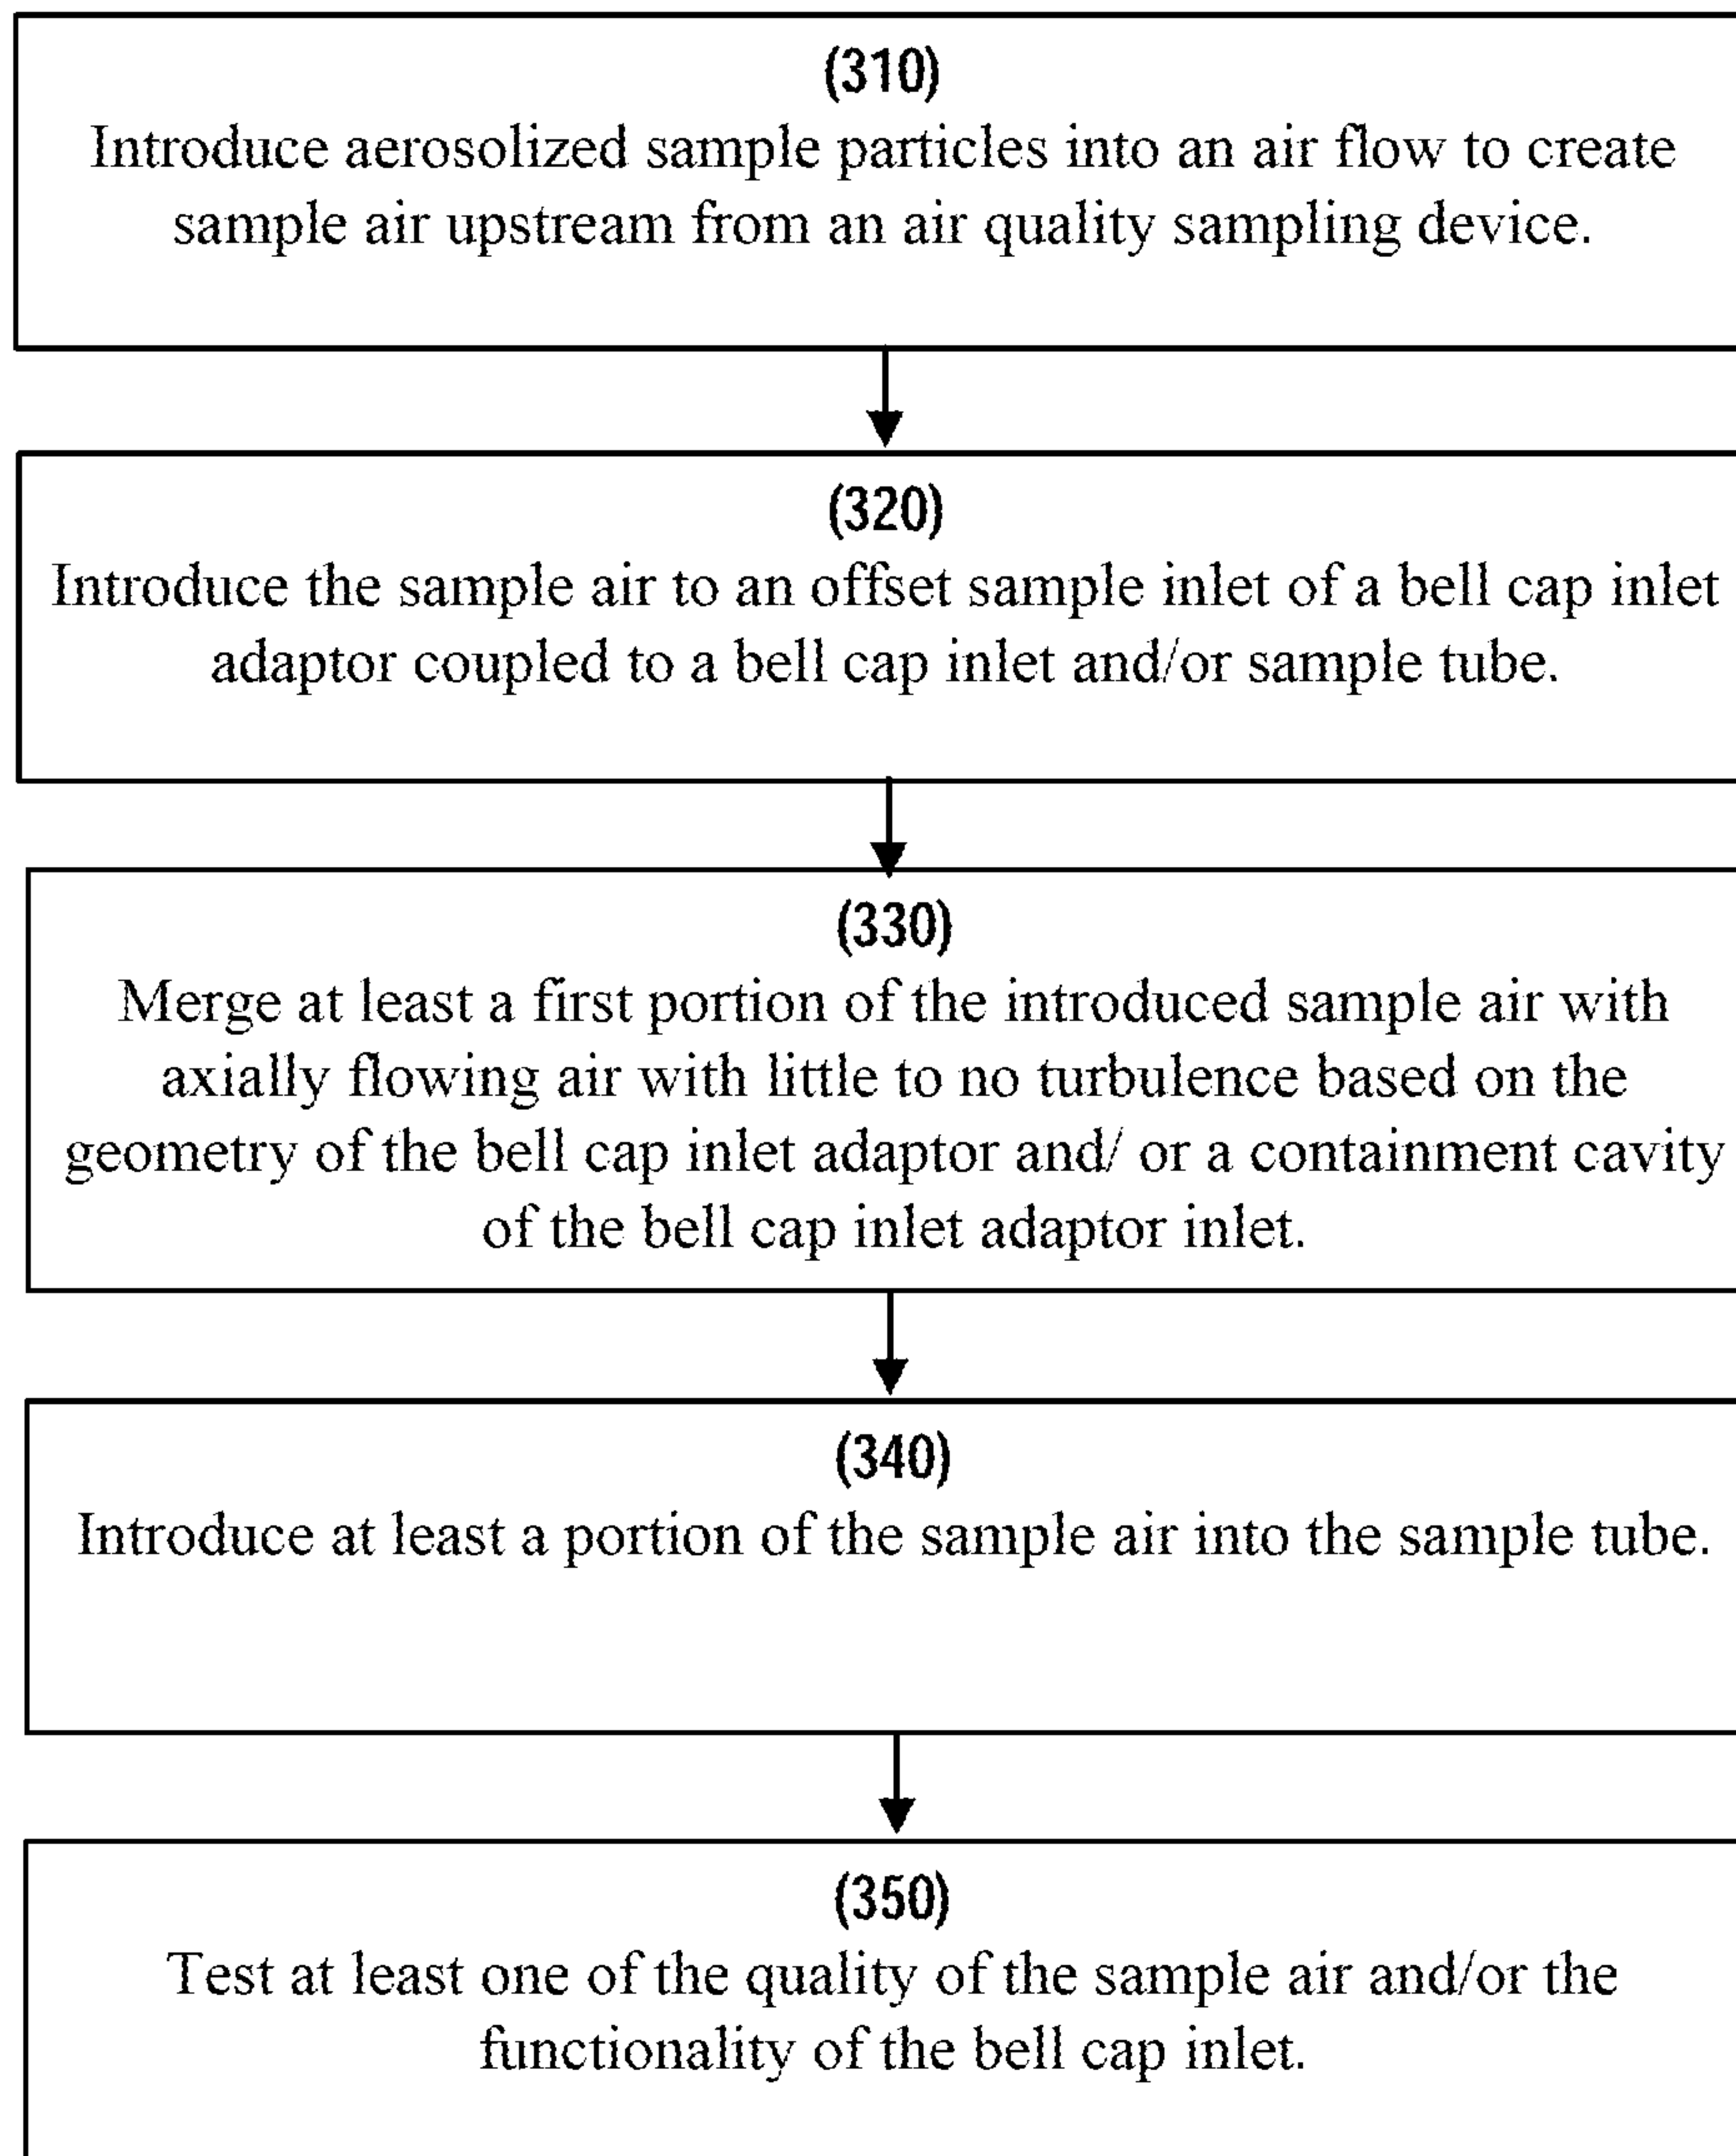 (310)
Introduce aerosolized sample particles into an air flow to create
sample air upstream from an air quality sampling device.
(320)
Introduce the sample air to an offset sample inlet of a bell cap inlet
adaptor coupled to a bell cap inlet and/or sample tube.
(330)
Merge at least a first portion of the introduced sample air with
axially flowing air with little to no turbulence based on the
geometry of the bell cap inlet adaptor and/ or a containment cavity
of the bell cap inlet adaptor inlet.
(340)
Introduce at least a portion of the sample air into the sample tube.
(350)
Test at least one of the quality of the sample air and/or the
functionality of the bell cap inlet.